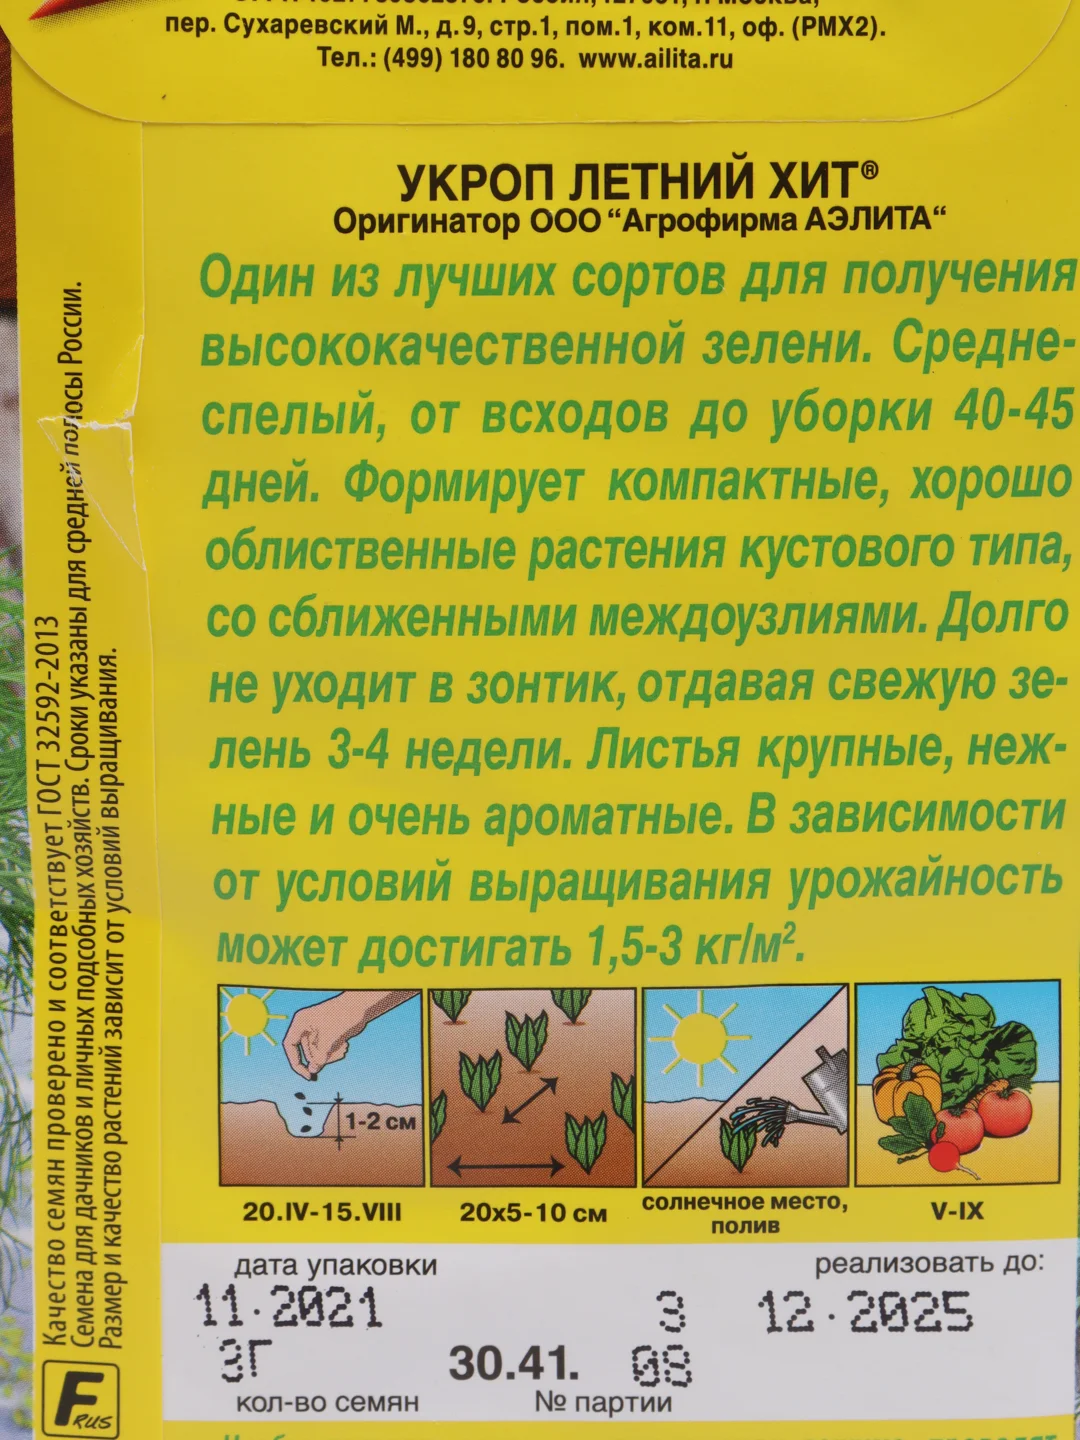 пер. Сухаревский М., д.9, стр.1, пом.1, ком.11, оф. (РМХ2).
Тел.: (499) 180 80 96. www.ailita.ru
УКРОП ЛЕТНИЙ ХИТ®
Оригинатор ООО “Агрофирма АЭЛИТА“
Один из лучших сортов для получения
высококачественной зелени. Средне-
спелый, от всходов до уборки 40-45
дней. Формирует компактные, хорошо
облиственные растения кустового типа,
со сближенными междоузлиями. Долго
не уходит в зонтик, отдавая свежую зе-
лень 3-4 недели. Листья крупные, неж-
ные и очень ароматные. В зависимости
от условий выращивания урожайность
может достигать 1,5-3 кг/м².
1-2 см
20.IV-15.VIII
20х5-10 см
солнечное место,
полив
V-IX
дата упаковки
реализовать до:
11.2021
3
12.2025
3Г
30.41.
08
кол-во семян
№ партии
Качество семян проверено и соответствует ГОСТ 32592-2013
Семена для дачников и личных подсобных хозяйств. Сроки указаны для средней полосы России.
Размер и качество растений зависит от условий выращивания.
F RUS